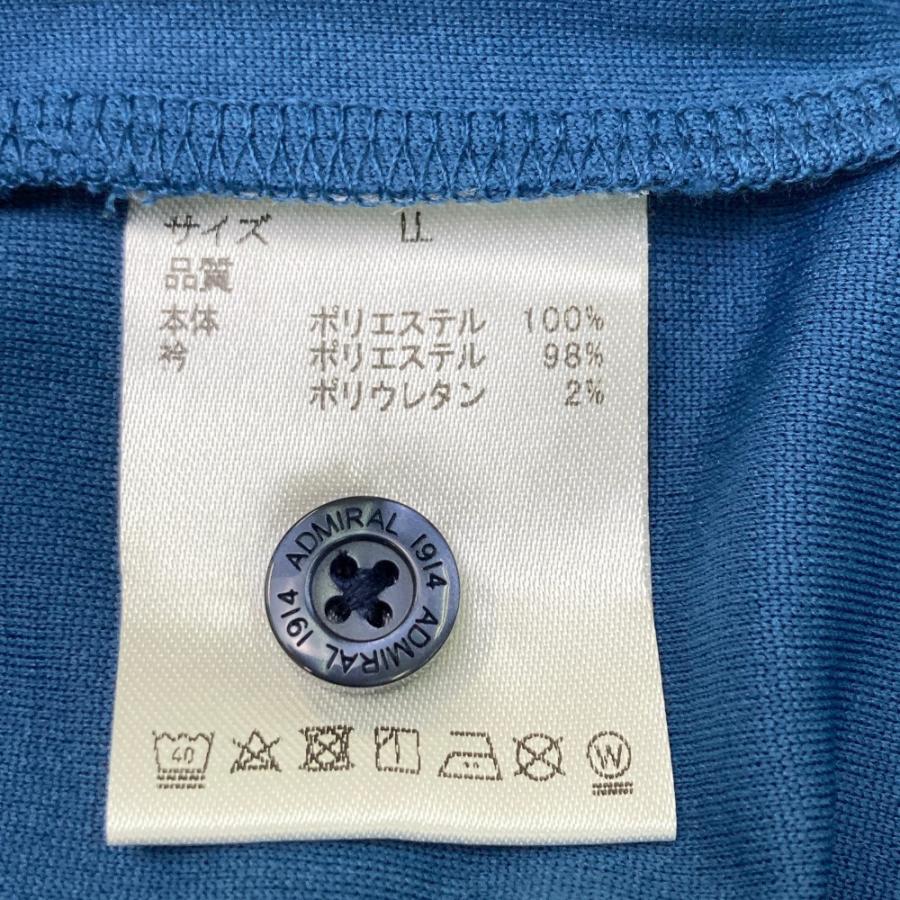 サイズ LL
品質
本体 ポリエステル 100%
衿 ポリエステル 98%
ポリウレタン 2%
ADMIRAL 1914 ADMIRAL 1914
40
W